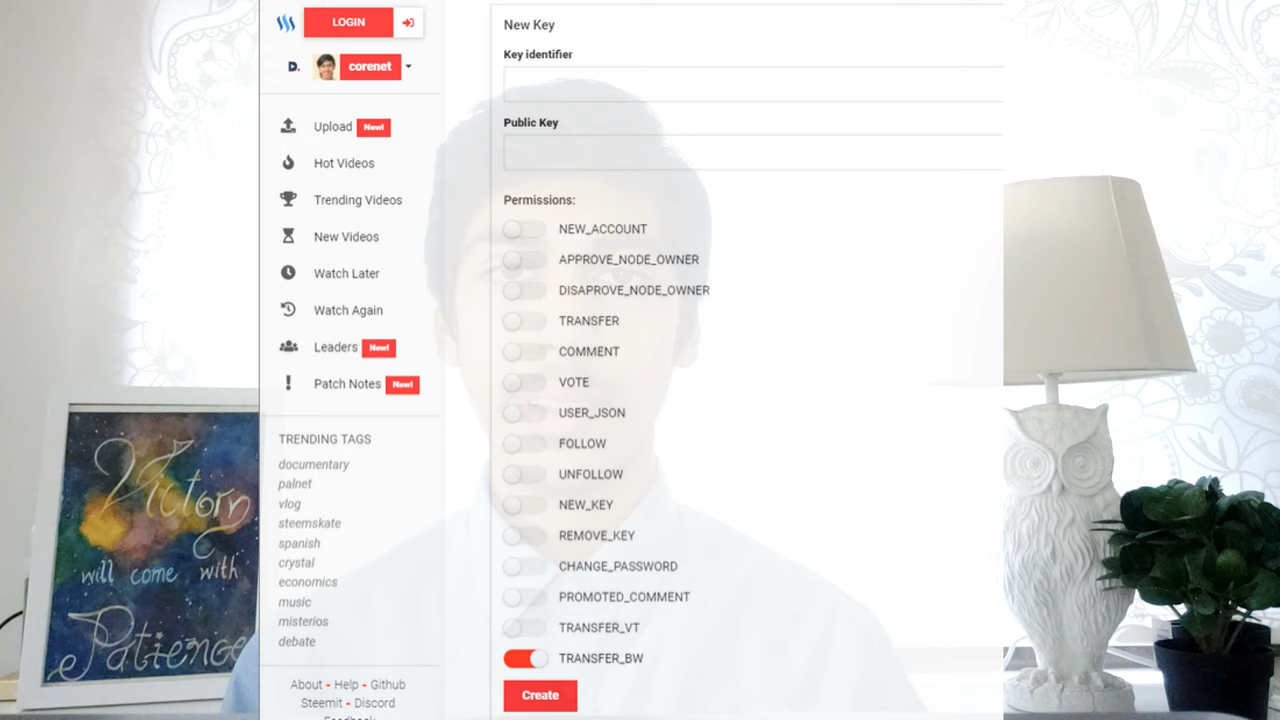 Victory
will come with
Patience
LOGIN
D. corenet
Upload New!
Hot Videos
Trending Videos
New Videos
Watch Later
Watch Again
Leaders New!
Patch Notes New!
TRENDING TAGS
documentary
palnet
vlog
steemskate
spanish
crystal
economics
music
misterios
debate
About - Help - Github
Steemit - Discord
Feedback
New Key
Key identifier
Public Key
Permissions:
NEW_ACCOUNT
APPROVE_NODE_OWNER
DISAPROVE_NODE_OWNER
TRANSFER
COMMENT
VOTE
USER_JSON
FOLLOW
UNFOLLOW
NEW_KEY
REMOVE_KEY
CHANGE_PASSWORD
PROMOTED_COMMENT
TRANSFER_VT
TRANSFER_BW
Create